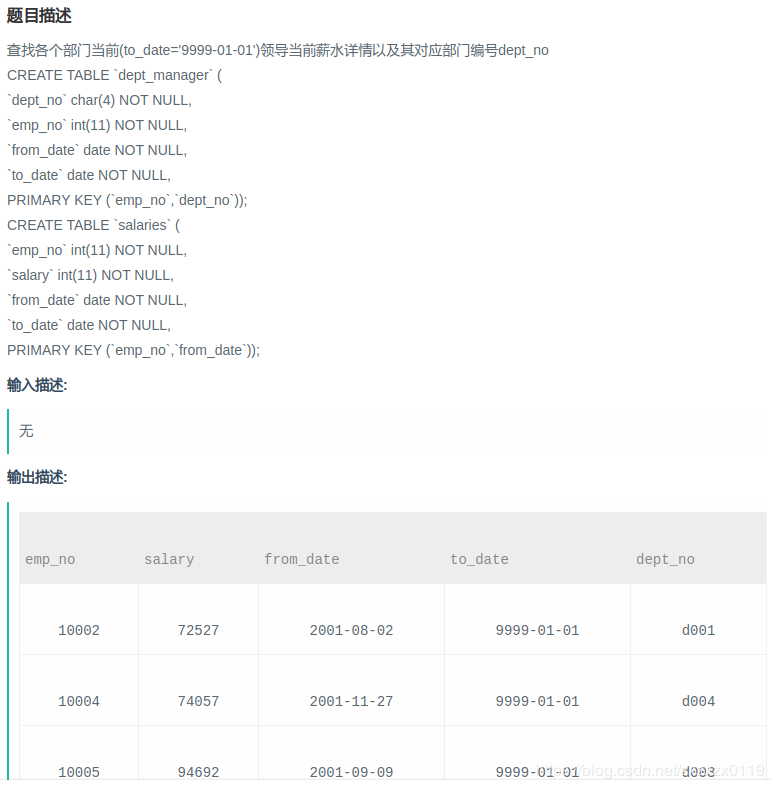 题目描述
查找各个部门当前(to_date='9999-01-01')领导当前薪水详情以及其对应部门编号dept_no
CREATE TABLE `dept_manager` (
`dept_no` char(4) NOT NULL,
`emp_no` int(11) NOT NULL,
`from_date` date NOT NULL,
`to_date` date NOT NULL,
PRIMARY KEY (`emp_no`,`dept_no`));
CREATE TABLE `salaries` (
`emp_no` int(11) NOT NULL,
`salary` int(11) NOT NULL,
`from_date` date NOT NULL,
`to_date` date NOT NULL,
PRIMARY KEY (`emp_no`,`from_date`));
输入描述:
无
输出描述:
emp_no salary from_date to_date dept_no
10002 72527 2001-08-02 9999-01-01 d001
10004 74057 2001-11-27 9999-01-01 d004
10005 94692 2001-09-09 9999-01-01 d003